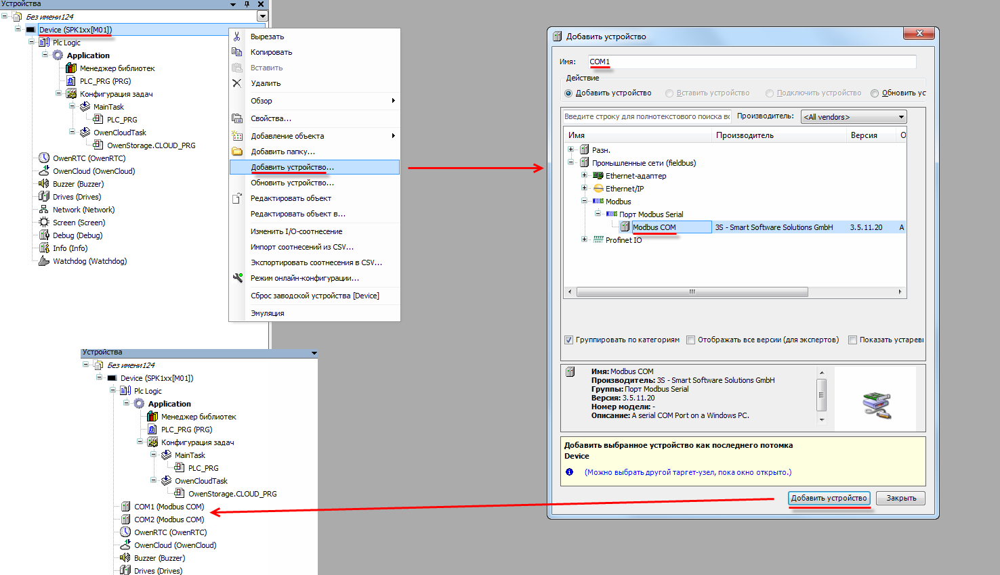 Устройства
Без имени124
Device (SPK1xx[M01])
Plc Logic
Application
Менеджер библиотек
PLC_PRG (PRG)
Конфигурация задач
MainTask
PLC_PRG
OwenCloudTask
OwenStorage.CLOUD_PRG
OwenRTC (OwenRTC)
OwenCloud (OwenCloud)
Buzzer (Buzzer)
Drives (Drives)
Network (Network)
Screen (Screen)
Debug (Debug)
Info (Info)
Watchdog (Watchdog)
Вырезать
Копировать
Вставить
Удалить
Обзор
Свойства...
Добавление объекта
Добавить папку...
Добавить устройство...
Обновить устройство...
Редактировать объект
Редактировать объект в...
Изменить I/O-соотнесение
Импорт соотнесений из CSV...
Экспортировать соотнесения в CSV...
Режим онлайн-конфигурации...
Сброс заводской устройства [Device]
Эмуляция
Добавить устройство
Имя: COM1
Действие
Добавить устройство Вставить устройство Подключить устройство Обновить ус
Введите строку для полнотекстового поиска вс Производитель: <All vendors>
Имя Производитель Версия О
Разн.
Промышленные сети (fieldbus)
Ethernet-адаптер
Ethernet/IP
Modbus
Порт Modbus Serial
Modbus COM 3S - Smart Software Solutions GmbH 3.5.11.20 A
Profinet IO
Группировать по категориям Отображать все версии (для экспертов) Показать устареви
Имя: Modbus COM
Производитель: 3S - Smart Software Solutions GmbH
Группы: Порт Modbus Serial
Версия: 3.5.11.20
Номер модели: -
Описание: A serial COM Port on a Windows PC.
Добавить выбранное устройство как последнего потомка
Device
(Можно выбрать другой таргет-узел, пока окно открыто.)
Добавить устройство Закрыть
Устройства
Без имени124
Device (SPK1xx[M01])
Plc Logic
Application
Менеджер библиотек
PLC_PRG (PRG)
Конфигурация задач
MainTask
PLC_PRG
OwenCloudTask
OwenStorage.CLOUD_PRG
COM1 (Modbus COM)
COM2 (Modbus COM)
OwenRTC (OwenRTC)
OwenCloud (OwenCloud)
Buzzer (Buzzer)
Drives (Drives)